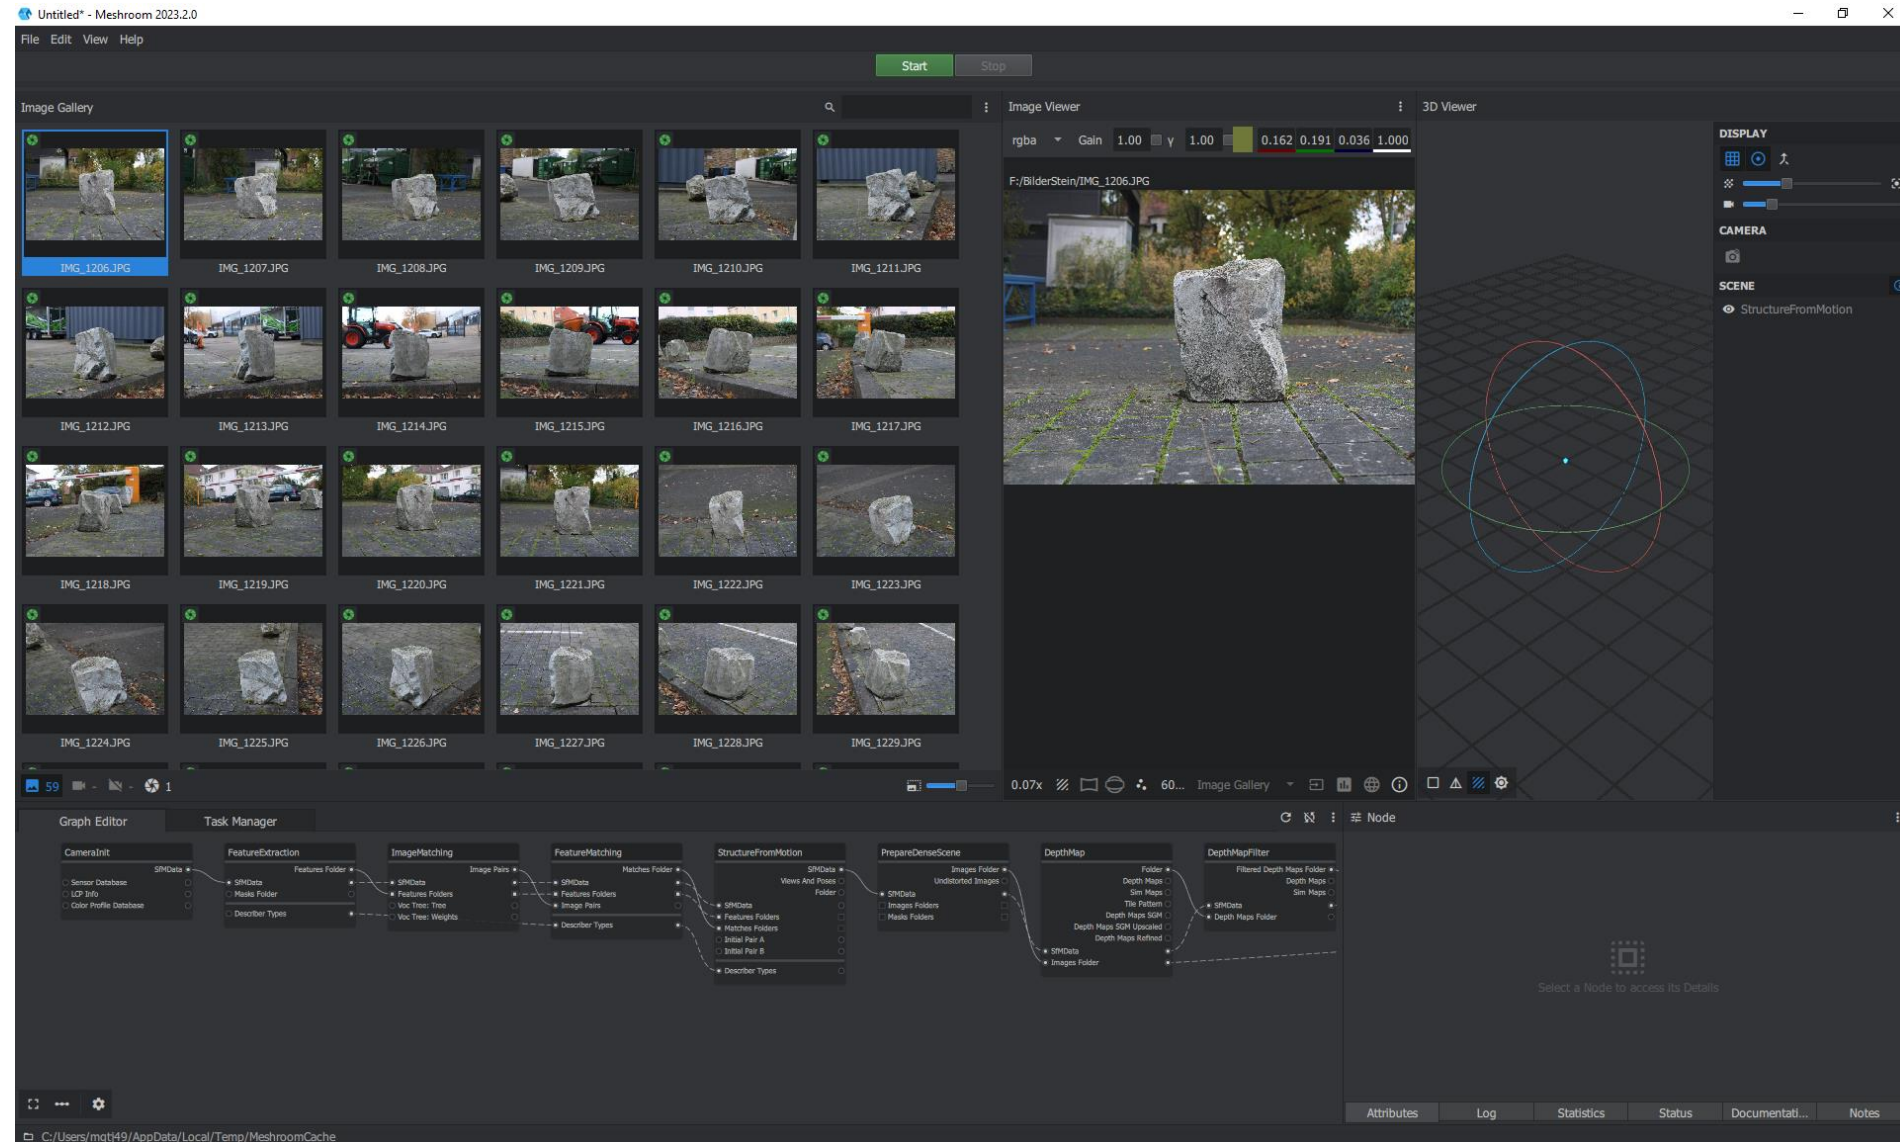 Untitled* - Meshroom 2023.2.0
File Edit View Help
Start Stop
Image Gallery
IMG_1206.JPG IMG_1207.JPG IMG_1208.JPG IMG_1209.JPG IMG_1210.JPG IMG_1211.JPG
IMG_1212.JPG IMG_1213.JPG IMG_1214.JPG IMG_1215.JPG IMG_1216.JPG IMG_1217.JPG
IMG_1218.JPG IMG_1219.JPG IMG_1220.JPG IMG_1221.JPG IMG_1222.JPG IMG_1223.JPG
IMG_1224.JPG IMG_1225.JPG IMG_1226.JPG IMG_1227.JPG IMG_1228.JPG IMG_1229.JPG
59 - - 1
Image Viewer
rgba Gain 1.00 γ 1.00 0.162 0.191 0.036 1.000
F:/BilderStein/IMG_1206.JPG
0.07x 60... Image Gallery
3D Viewer
DISPLAY
CAMERA
SCENE
StructureFromMotion
Graph Editor Task Manager
CameraInit
SfMData
Sensor Database
LCP Info
Color Profile Database
FeatureExtraction
Features Folder
SfMData
Masks Folder
Describer Types
ImageMatching
Image Pairs
SfMData
Features Folders
Voc Tree: Tree
Voc Tree: Weights
FeatureMatching
Matches Folder
SfMData
Features Folders
Image Pairs
Describer Types
StructureFromMotion
SfMData
Views And Poses
Folder
SfMData
Features Folders
Matches Folders
Initial Pair A
Initial Pair B
Describer Types
PrepareDenseScene
Images Folder
Undistorted Images
SfMData
Images Folders
Masks Folders
DepthMap
Folder
Depth Maps
Sim Maps
Tile Pattern
Depth Maps SGM
Depth Maps SGM Upscaled
Depth Maps Refined
SfMData
Images Folder
DepthMapFilter
Filtered Depth Maps Folder
Depth Maps
Sim Maps
SfMData
Depth Maps Folder
Node
Select a Node to access its Details
Attributes Log Statistics Status Documentati... Notes
C:/Users/mqtj49/AppData/Local/Temp/MeshroomCache